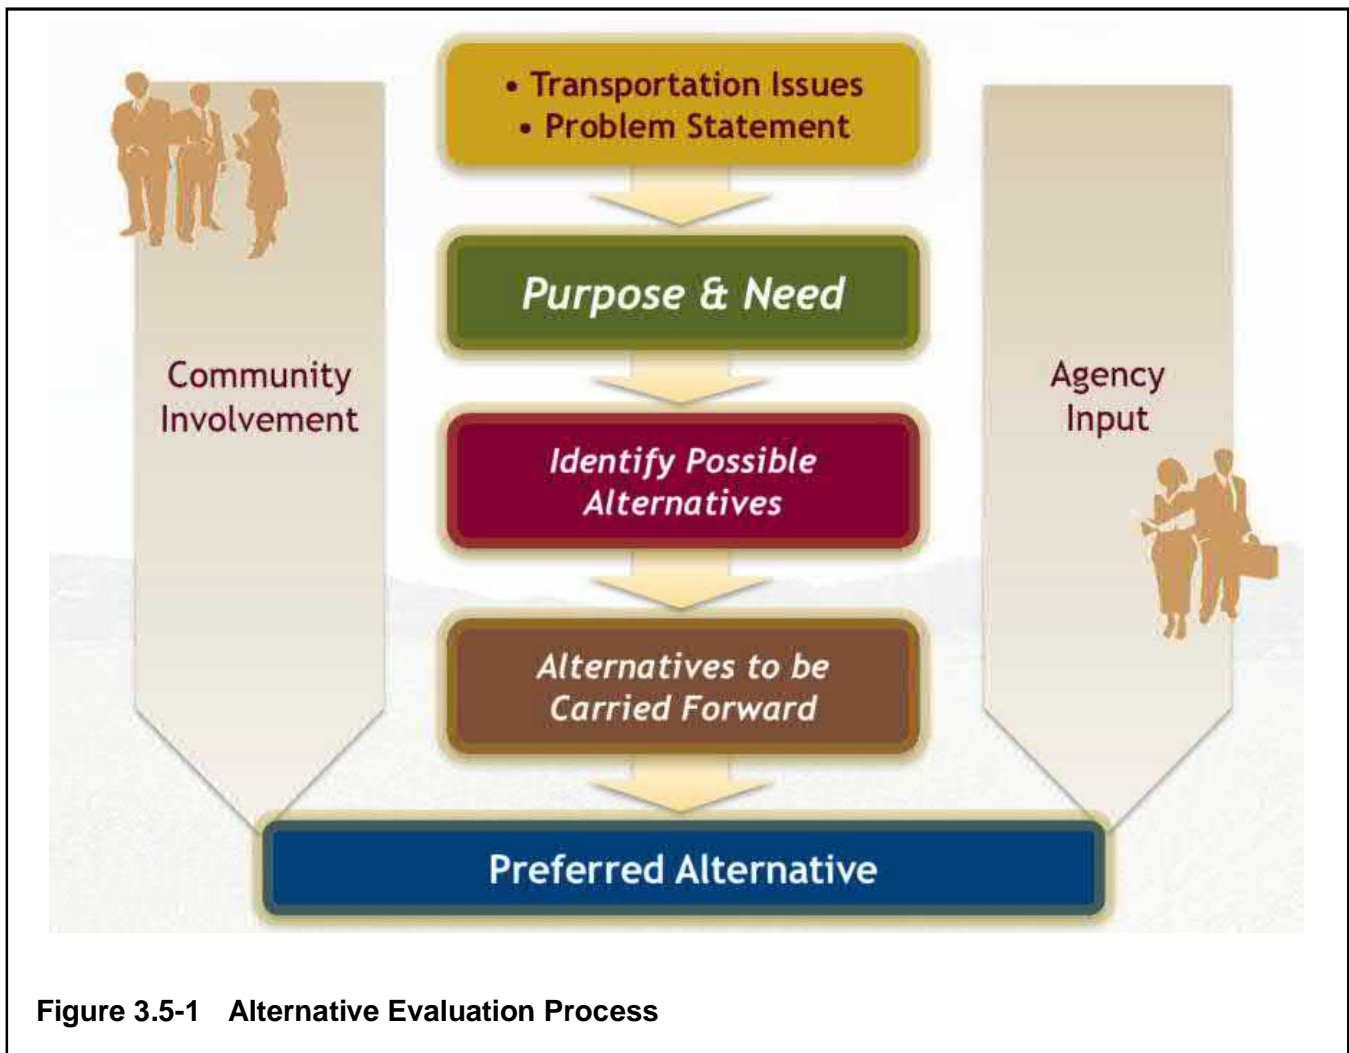 • Transportation Issues
• Problem Statement
Purpose & Need
Community
Involvement
Agency
Input
Identify Possible
Alternatives
Alternatives to be
Carried Forward
Preferred Alternative
Figure 3.5-1 Alternative Evaluation Process